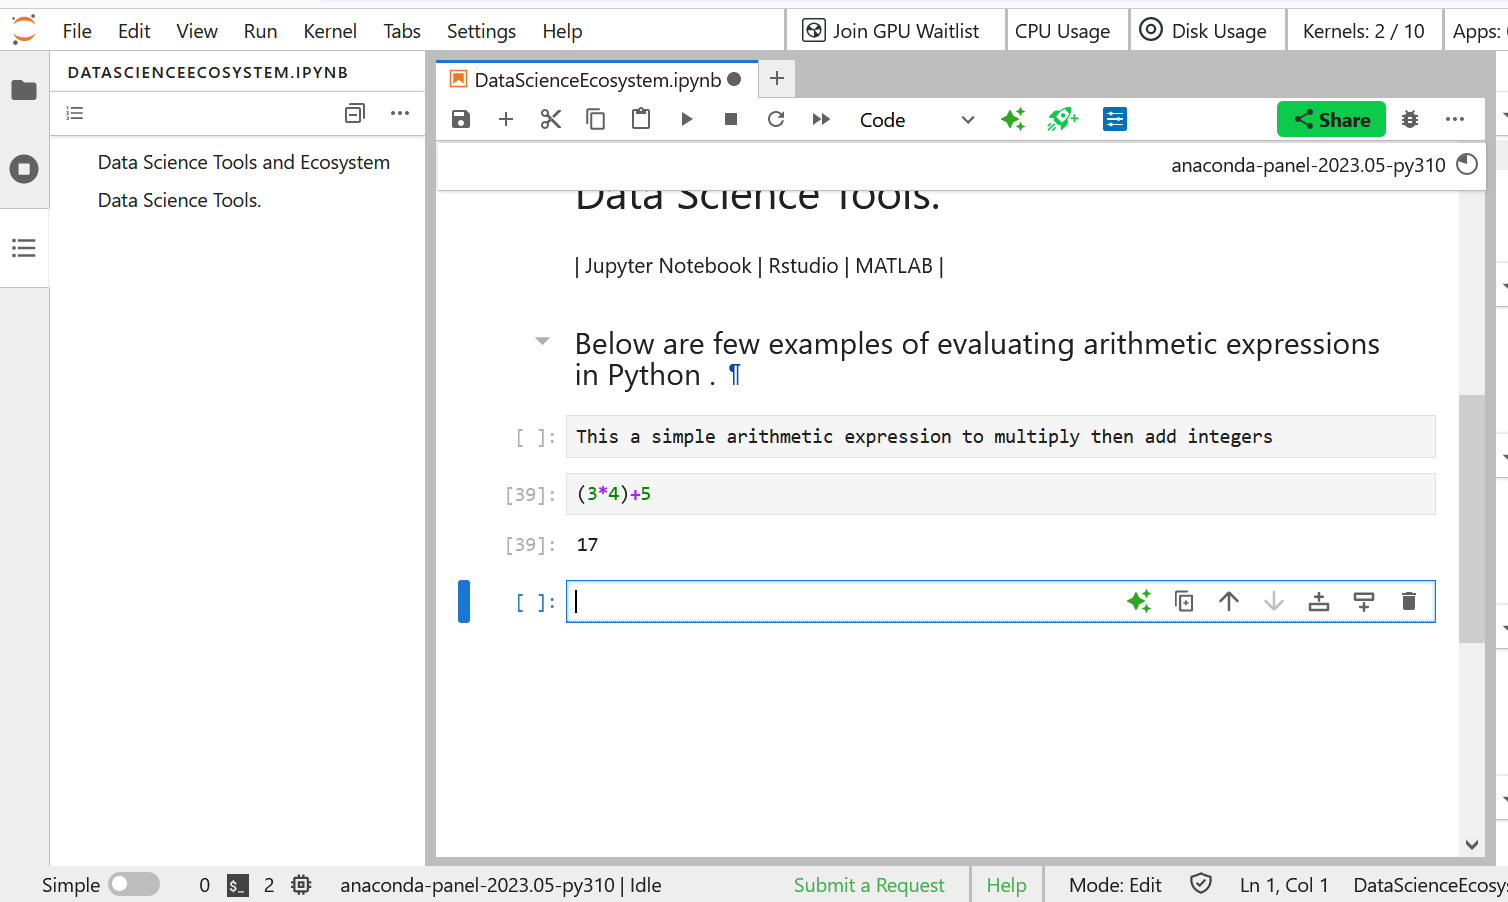 File Edit View Run Kernel Tabs Settings Help Join GPU Waitlist CPU Usage Disk Usage Kernels: 2 / 10 Apps:
DATASCIENCEECOSYSTEM.IPYNB
Data Science Tools and Ecosystem
Data Science Tools.
DataScienceEcosystem.ipynb
Code Share
anaconda-panel-2023.05-py310
Data Science Tools.
| Jupyter Notebook | Rstudio | MATLAB |
Below are few examples of evaluating arithmetic expressions
in Python . ¶
[ ]: This a simple arithmetic expression to multiply then add integers
[39]: (3*4)+5
[39]: 17
[ ]:
Simple 0 $_ 2 anaconda-panel-2023.05-py310 | Idle Submit a Request Help Mode: Edit Ln 1, Col 1 DataScienceEcosy